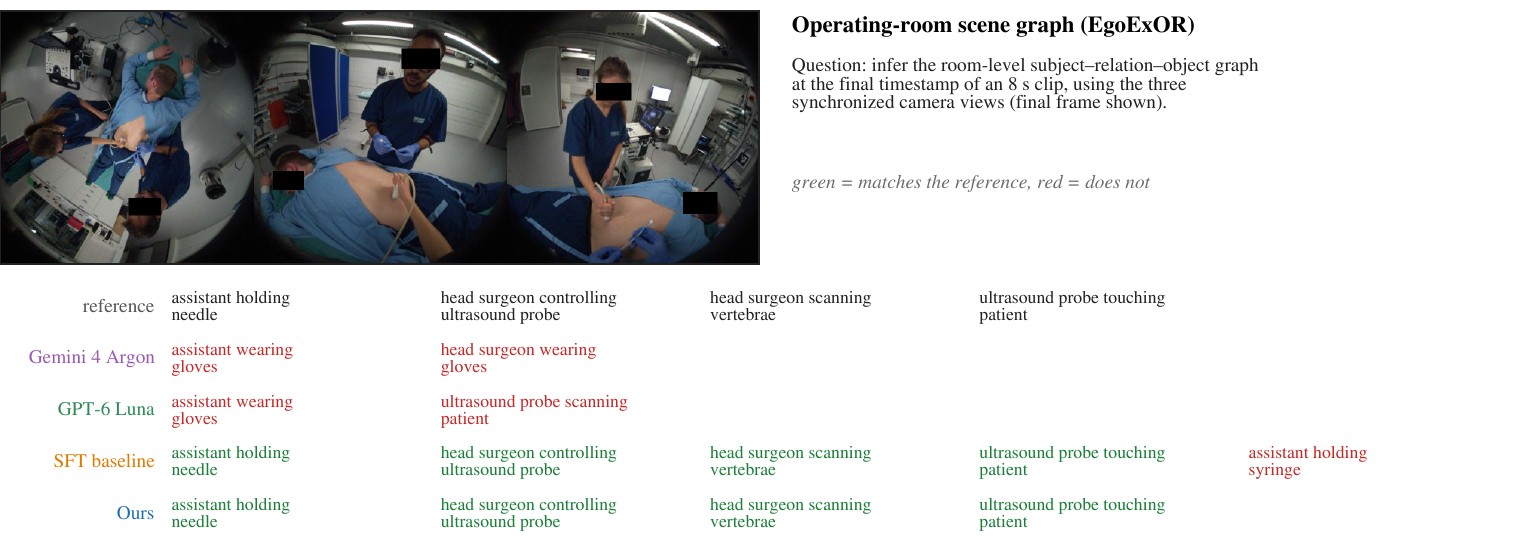 Operating-room scene graph (EgoExOR)
Question: infer the room-level subject–relation–object graph
at the final timestamp of an 8 s clip, using the three
synchronized camera views (final frame shown).
green = matches the reference, red = does not
reference
assistant holding
needle
head surgeon controlling
ultrasound probe
head surgeon scanning
vertebrae
ultrasound probe touching
patient
Gemini 4 Argon
assistant wearing
gloves
head surgeon wearing
gloves
GPT-6 Luna
assistant wearing
gloves
ultrasound probe scanning
patient
SFT baseline
assistant holding
needle
head surgeon controlling
ultrasound probe
head surgeon scanning
vertebrae
ultrasound probe touching
patient
assistant holding
syringe
Ours
assistant holding
needle
head surgeon controlling
ultrasound probe
head surgeon scanning
vertebrae
ultrasound probe touching
patient